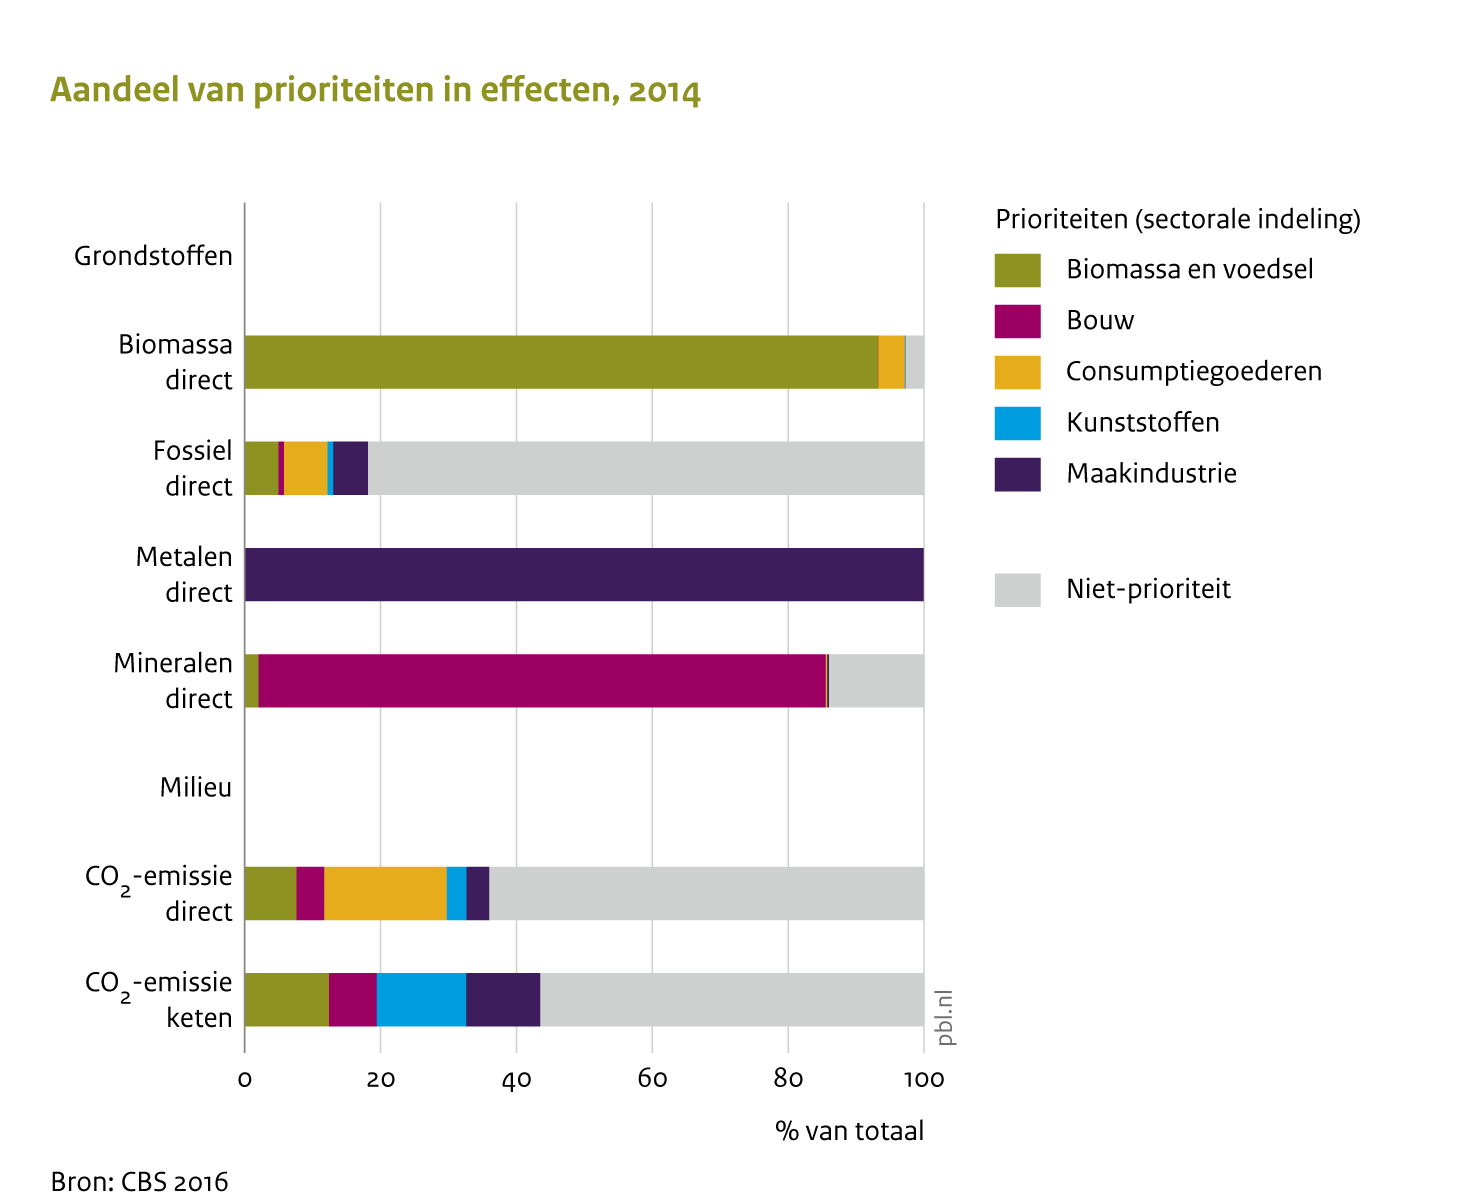 Aandeel van prioriteiten in effecten, 2014
Grondstoffen
Biomassa
direct
Fossiel
direct
Metalen
direct
Mineralen
direct
Milieu
CO₂-emissie
direct
CO₂-emissie
keten
0 20 40 60 80 100
% van totaal
Prioriteiten (sectorale indeling)
Biomassa en voedsel
Bouw
Consumptiegoederen
Kunststoffen
Maakindustrie
Niet-prioriteit
pbl.nl
Bron: CBS 2016